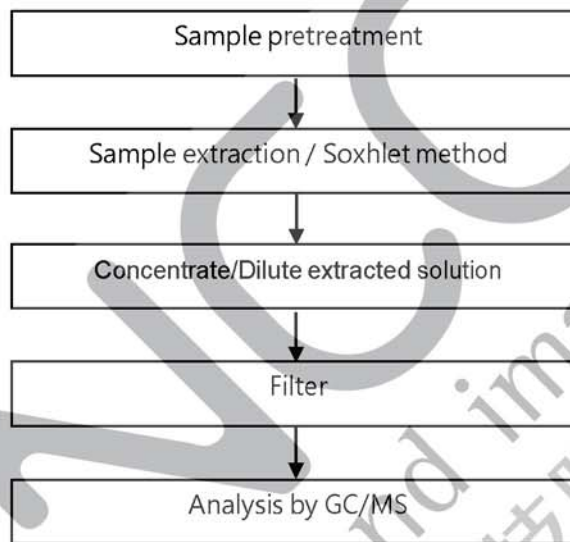 Sample pretreatment
Sample extraction / Soxhlet method
Concentrate/Dilute extracted solution
Filter
Analysis by GC/MS